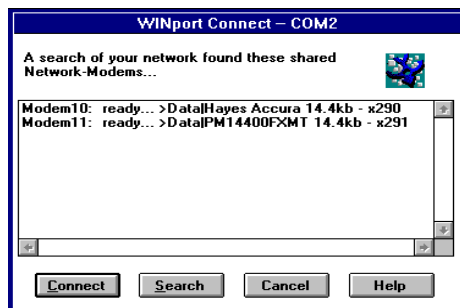 WINport Connect – COM2
A search of your network found these shared
Network-Modems...
Modem10: ready... >Data|Hayes Accura 14.4kb - x290
Modem11: ready... >Data|PM14400FXMT 14.4kb - x291
Connect Search Cancel Help